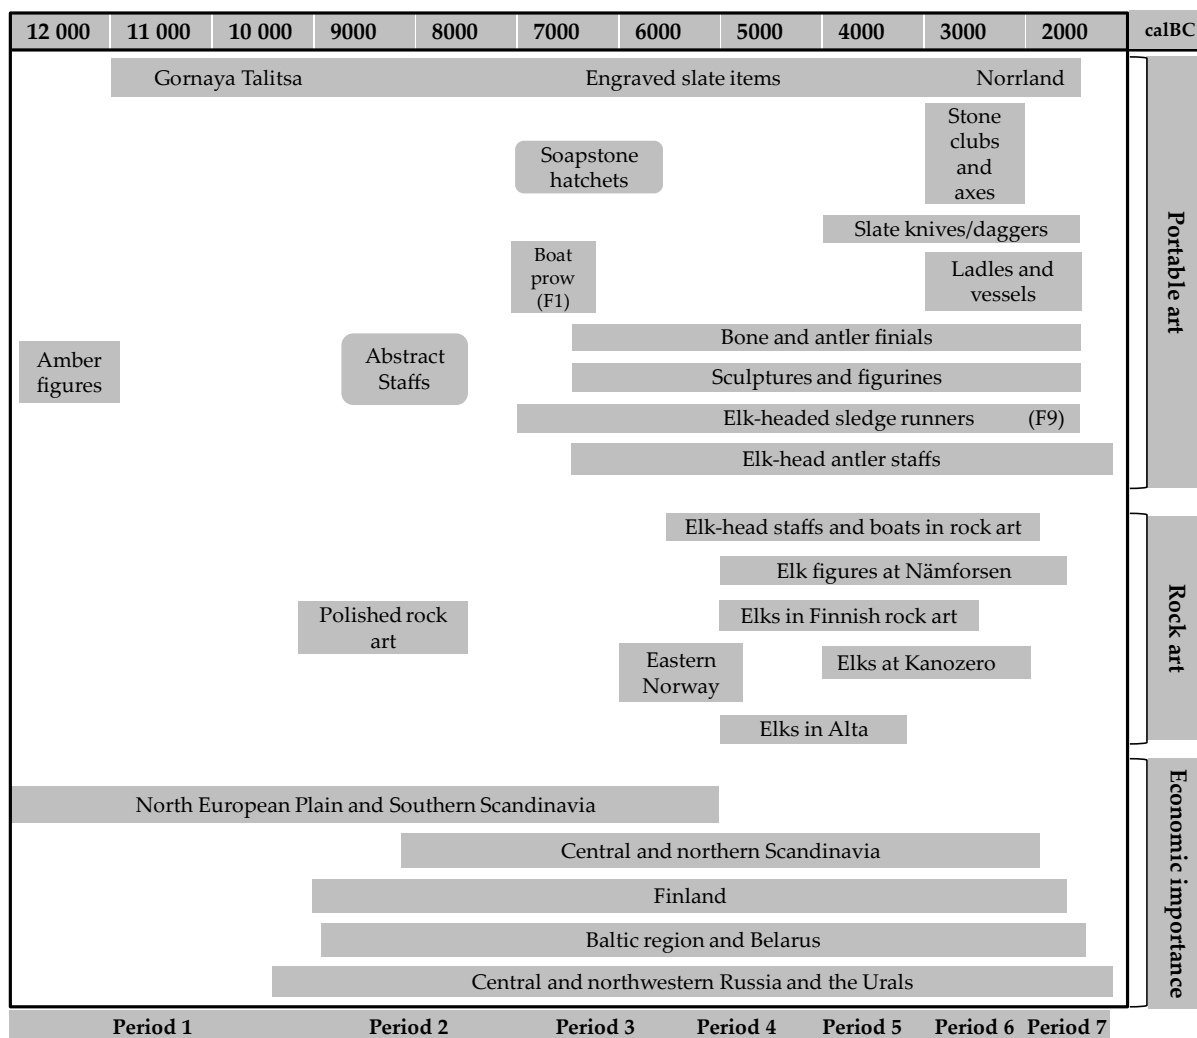 12 000 11 000 10 000 9000 8000 7000 6000 5000 4000 3000 2000 calBC
Gornaya Talitsa Engraved slate items Norrland
Stone
clubs
and
axes
Soapstone
hatchets
Slate knives/daggers
Boat
prow
(F1)
Ladles and
vessels
Bone and antler finials
Amber
figures
Abstract
Staffs
Sculptures and figurines
Elk-headed sledge runners (F9)
Elk-head antler staffs
Portable art
Elk-head staffs and boats in rock art
Elk figures at Nämforsen
Polished rock
art
Elks in Finnish rock art
Eastern
Norway
Elks at Kanozero
Elks in Alta
Rock art
North European Plain and Southern Scandinavia
Central and northern Scandinavia
Finland
Baltic region and Belarus
Central and northwestern Russia and the Urals
Economic importance
Period 1 Period 2 Period 3 Period 4 Period 5 Period 6 Period 7